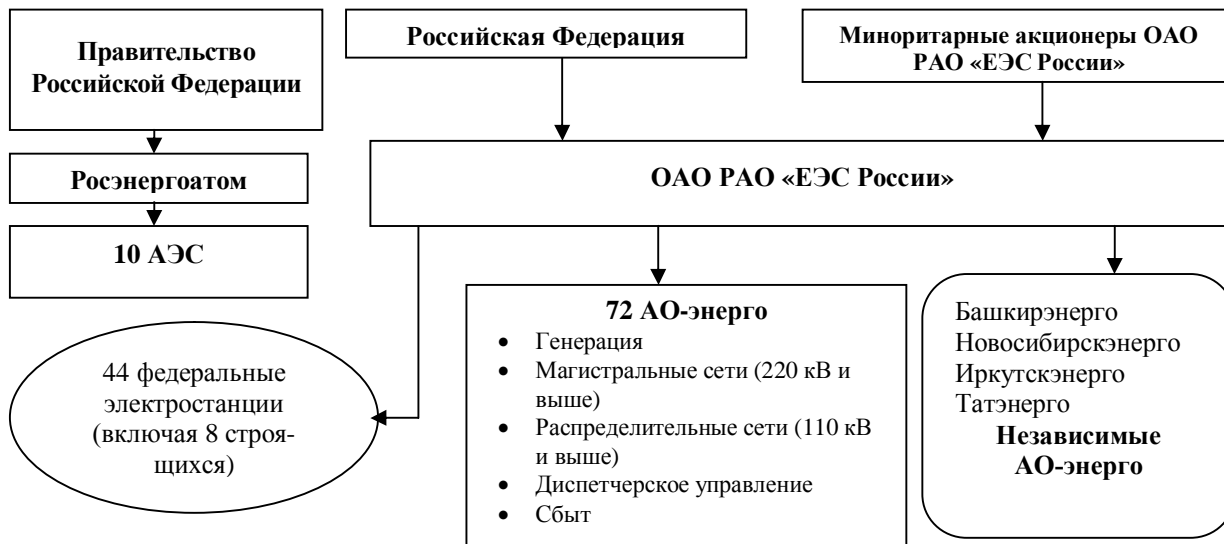 Правительство
Российской Федерации
Российская Федерация
Миноритарные акционеры ОАО
РАО «ЕЭС России»
Росэнергоатом
ОАО РАО «ЕЭС России»
10 АЭС
44 федеральные
электростанции
(включая 8 строя-
щихся)
72 АО-энерго
• Генерация
• Магистральные сети (220 кВ и
выше)
• Распределительные сети (110 кВ
и выше)
• Диспетчерское управление
• Сбыт
Башкирэнерго
Новосибирскэнерго
Иркутскэнерго
Татэнерго
Независимые
АО-энерго